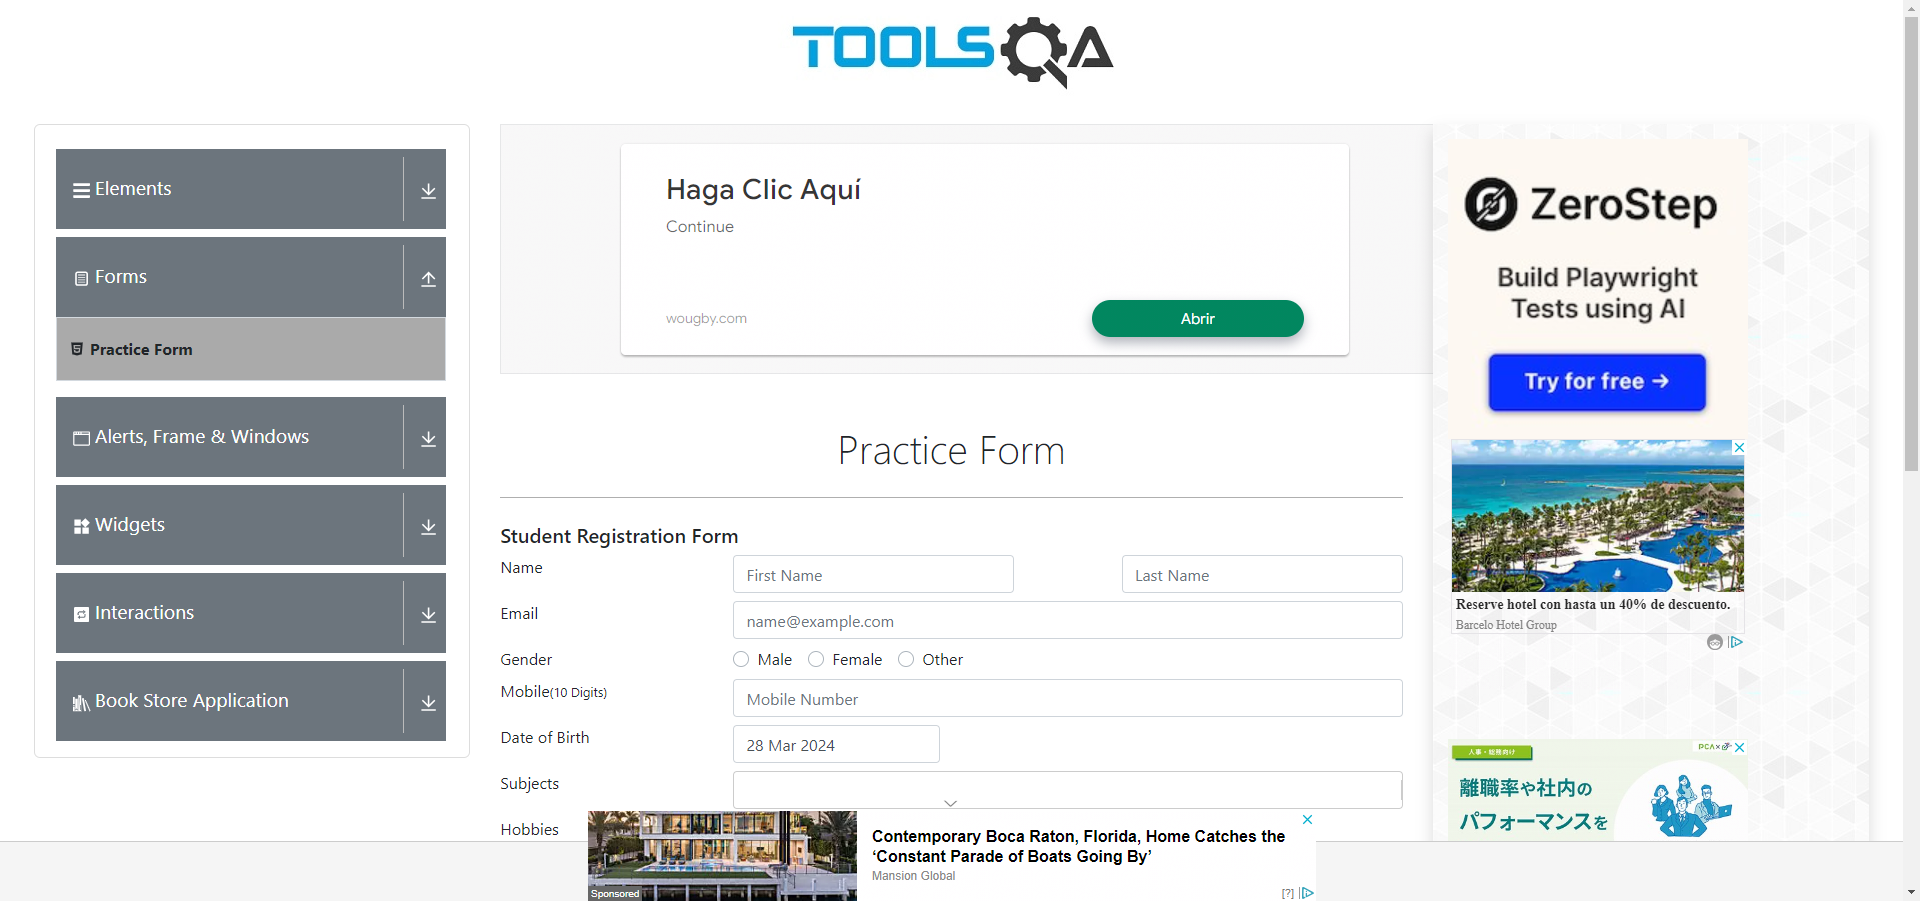 TOOLSQA
Elements
Forms
Practice Form
Alerts, Frame & Windows
Widgets
Interactions
Book Store Application
Haga Clic Aquí
Continue
wougby.com
Abrir
Practice Form
Student Registration Form
Name
First Name
Last Name
Email
name@example.com
Gender
Male
Female
Other
Mobile(10 Digits)
Mobile Number
Date of Birth
28 Mar 2024
Subjects
Hobbies
ZeroStep
Build Playwright
Tests using AI
Try for free →
Reserve hotel con hasta un 40% de descuento.
Barcelo Hotel Group
人事・総務向け
PCA
離職率や社内の
パフォーマンスを
Contemporary Boca Raton, Florida, Home Catches the
‘Constant Parade of Boats Going By’
Mansion Global
Sponsored
[?]